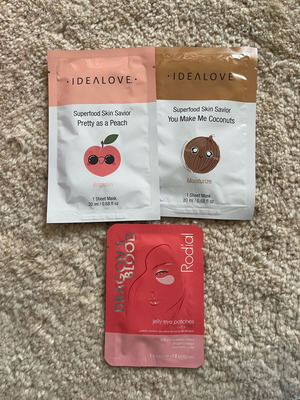 · IDEALOVE ·
Superfood Skin Savior
Pretty as a Peach
1 Sheet Mask
20 ml / 0.68 fl oz
· IDEALOVE ·
Superfood Skin Savior
You Make Me Coconuts
Moisturize
1 Sheet Mask
20 ml / 0.68 fl oz
DRAGON'S
BLOOD
Rodial
jelly eye patches